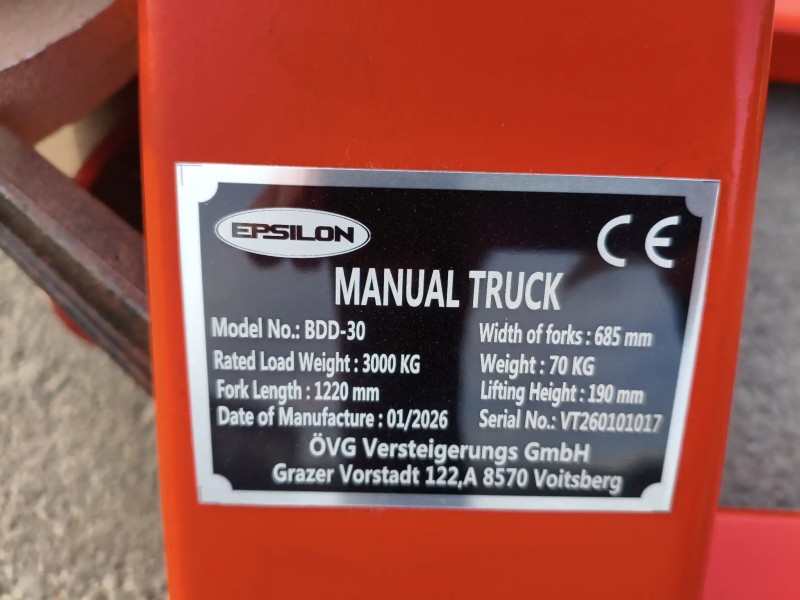 EPSILON
CE
MANUAL TRUCK
Model No.: BDD-30
Width of forks : 685 mm
Rated Load Weight : 3000 KG
Weight : 70 KG
Fork Length : 1220 mm
Lifting Height : 190 mm
Date of Manufacture : 01/2026
Serial No.: VT260101017
ÖVG Versteigerungs GmbH
Grazer Vorstadt 122,A 8570 Voitsberg